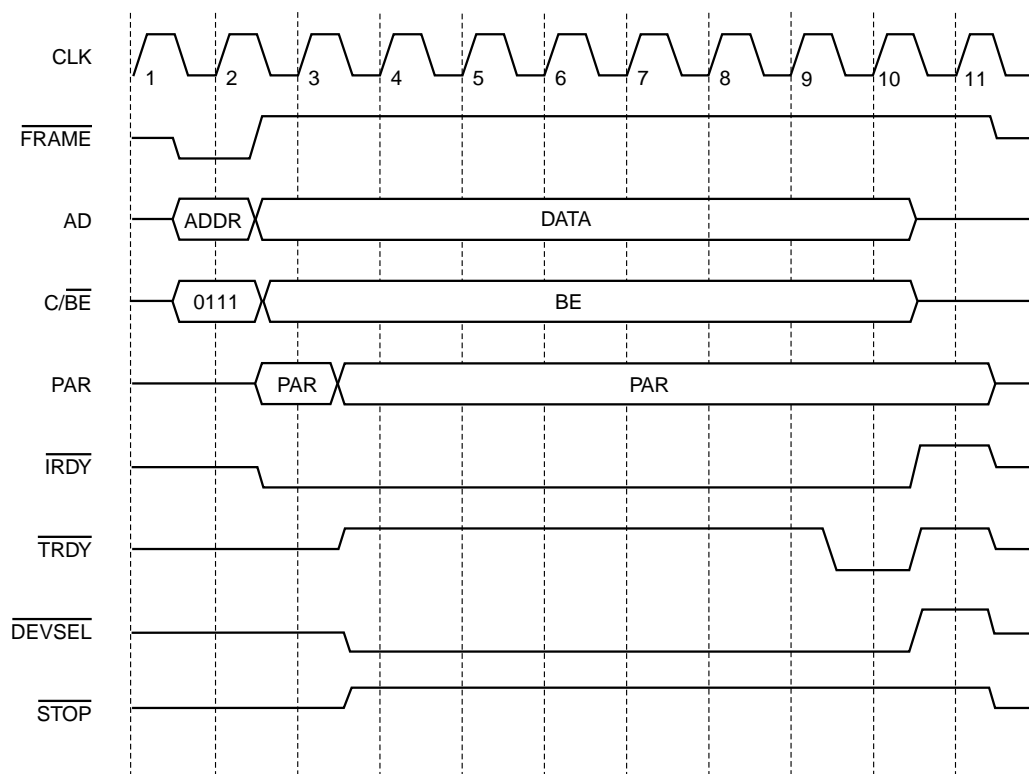 CLK
1 2 3 4 5 6 7 8 9 10 11
FRAME
AD ADDR DATA
C/BE 0111 BE
PAR PAR PAR
IRDY
TRDY
DEVSEL
STOP